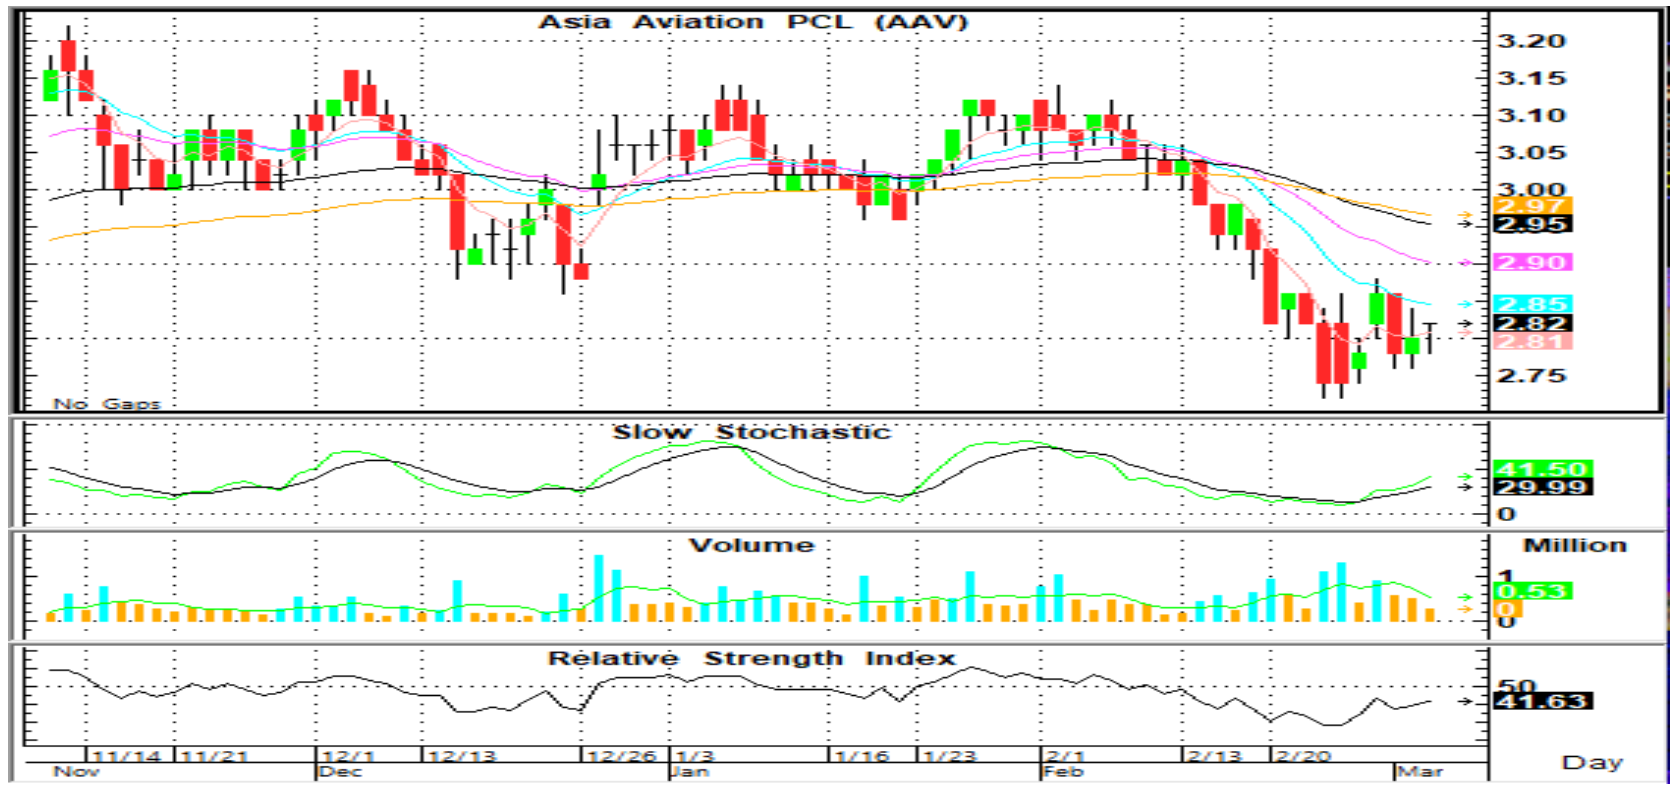 Asia Aviation PCL (AAV)
3.20
3.15
3.10
3.05
3.00
2.97
2.95
2.90
2.85
2.82
2.81
2.75
No Gaps
Slow Stochastic
41.50
29.99
0
Volume Million
1
0.53
0
0
Relative Strength Index
50
41.63
11/14 11/21 12/1 12/13 12/26 1/3 1/16 1/23 2/1 2/13 2/20
Nov Dec Jan Feb Mar
Day